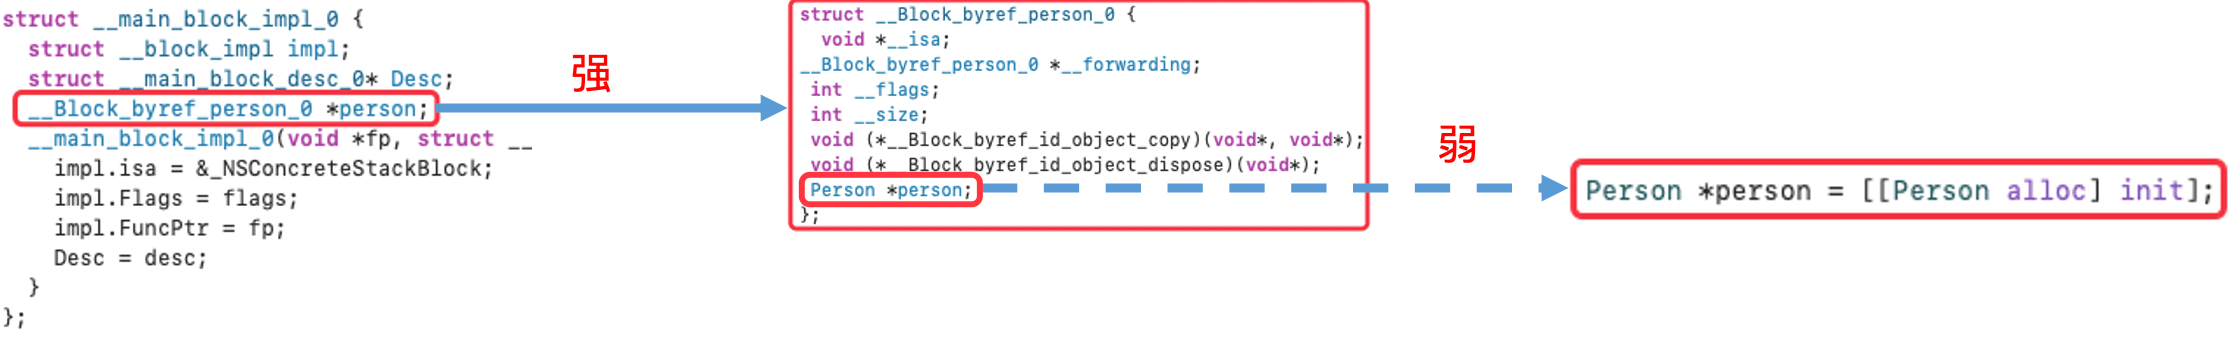 struct __main_block_impl_0 {
  struct __block_impl impl;
  struct __main_block_desc_0* Desc;
  __Block_byref_person_0 *person;
  __main_block_impl_0(void *fp, struct __
    impl.isa = &_NSConcreteStackBlock;
    impl.Flags = flags;
    impl.FuncPtr = fp;
    Desc = desc;
  }
};
强
struct __Block_byref_person_0 {
  void *__isa;
__Block_byref_person_0 *__forwarding;
 int __flags;
 int __size;
 void (*__Block_byref_id_object_copy)(void*, void*);
 void (*__Block_byref_id_object_dispose)(void*);
 Person *person;
};
弱
Person *person = [[Person alloc] init];